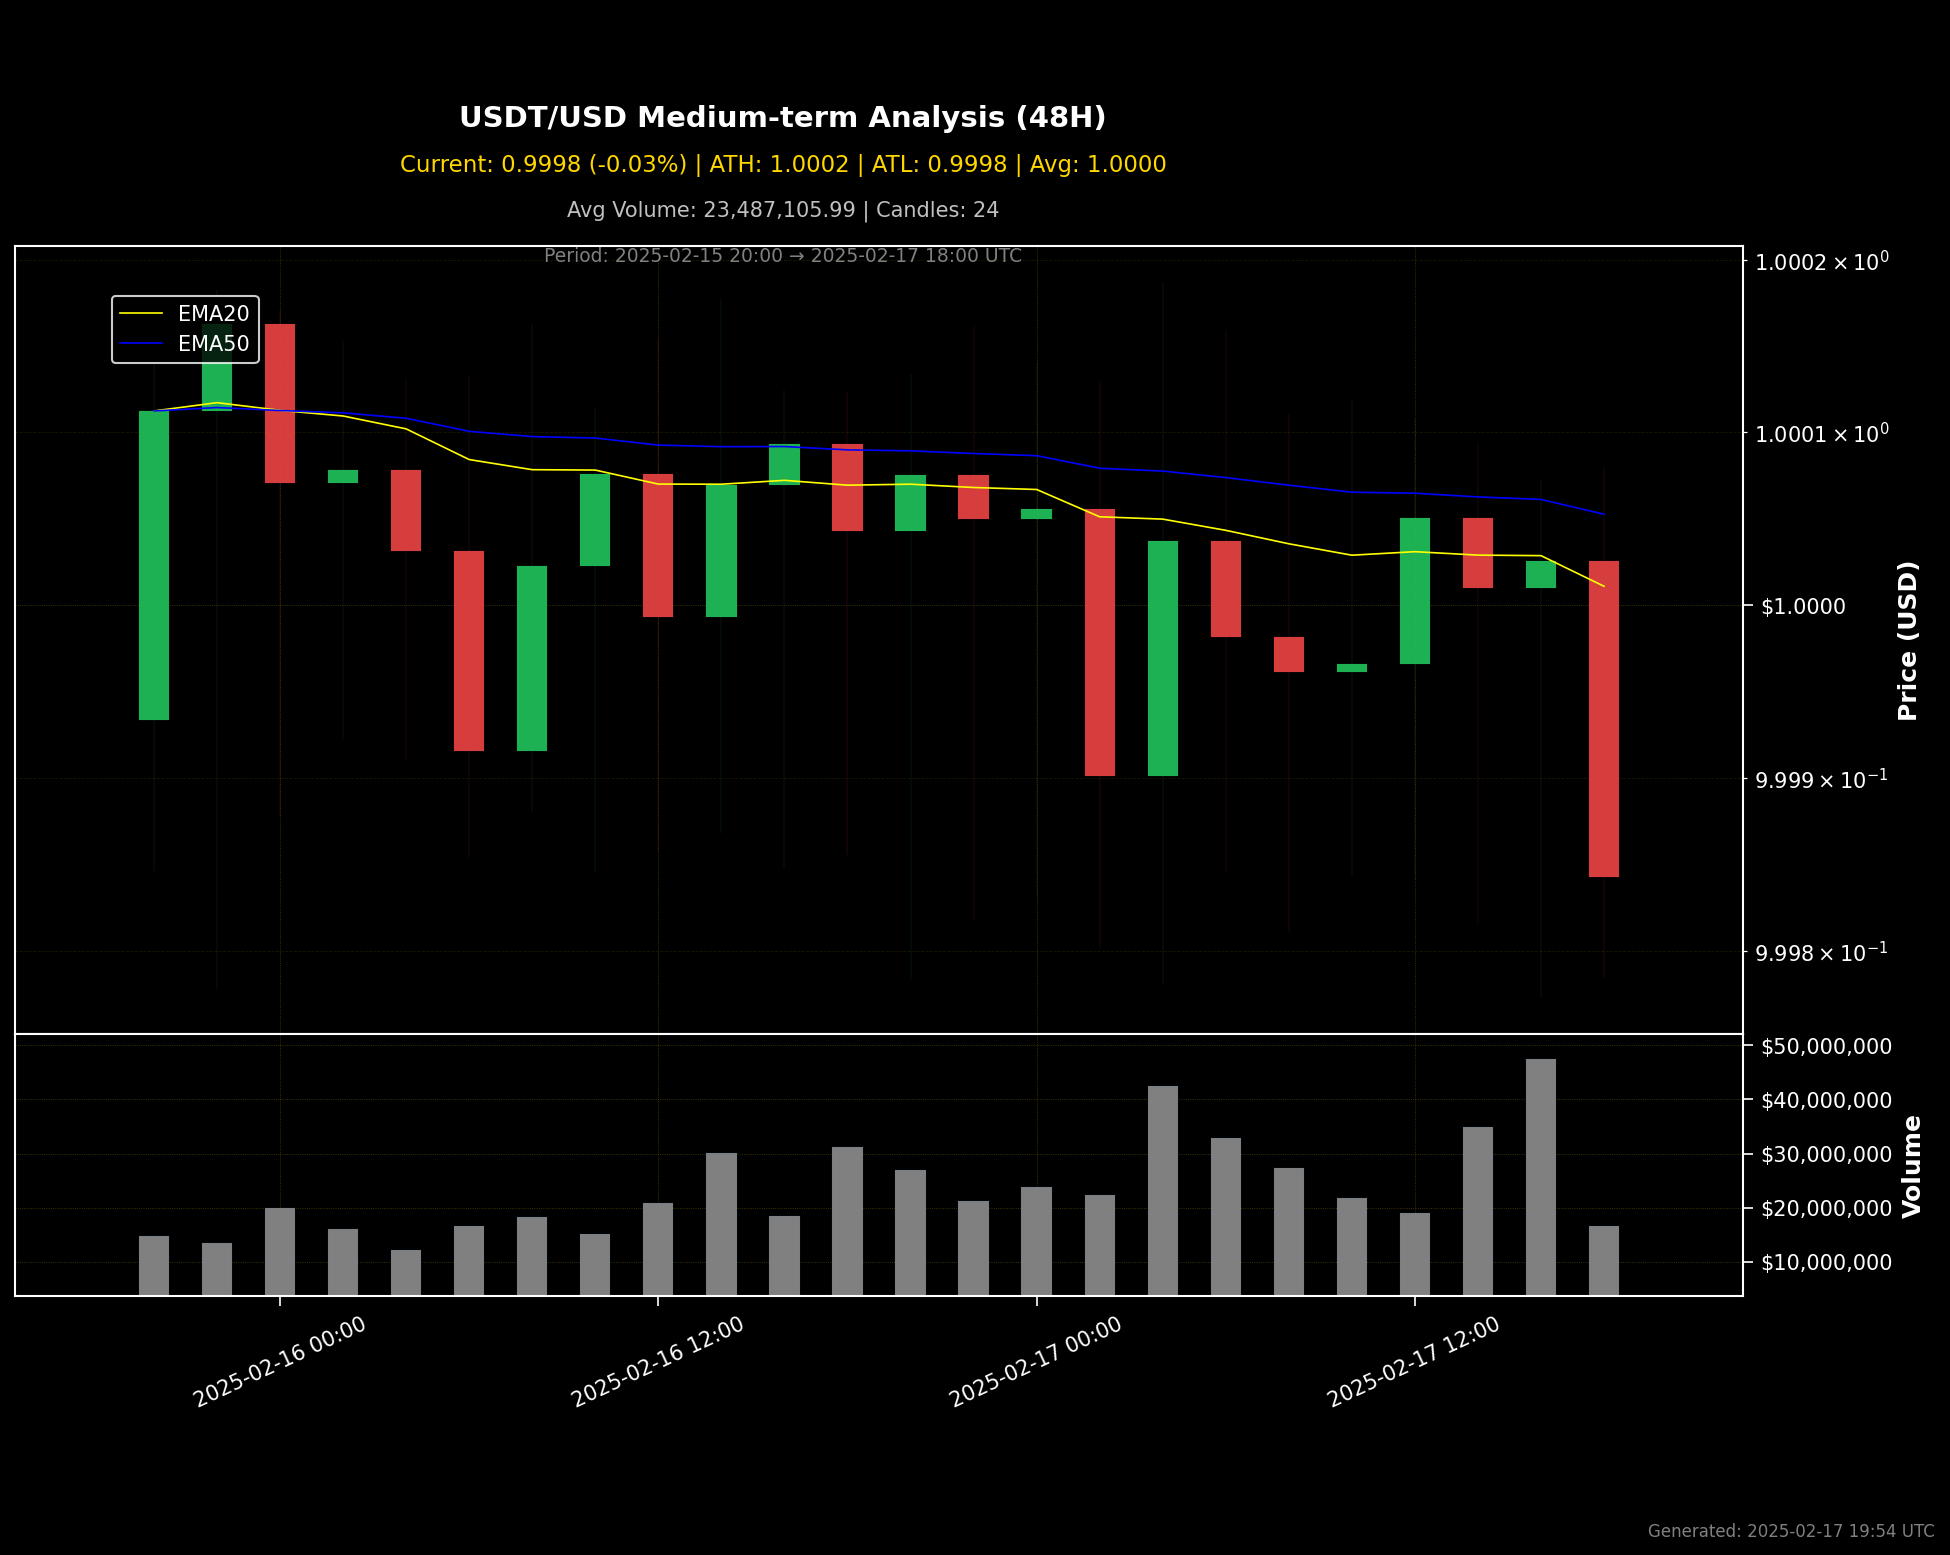 USDT/USD Medium-term Analysis (48H)
Current: 0.9998 (-0.03%) | ATH: 1.0002 | ATL: 0.9998 | Avg: 1.0000
Avg Volume: 23,487,105.99 | Candles: 24
Period: 2025-02-15 20:00 → 2025-02-17 18:00 UTC
EMA20
EMA50
1.0002 × 10⁰
1.0001 × 10⁰
$1.0000
9.999 × 10⁻¹
9.998 × 10⁻¹
Price (USD)
$50,000,000
$40,000,000
$30,000,000
$20,000,000
$10,000,000
Volume
2025-02-16 00:00
2025-02-16 12:00
2025-02-17 00:00
2025-02-17 12:00
Generated: 2025-02-17 19:54 UTC